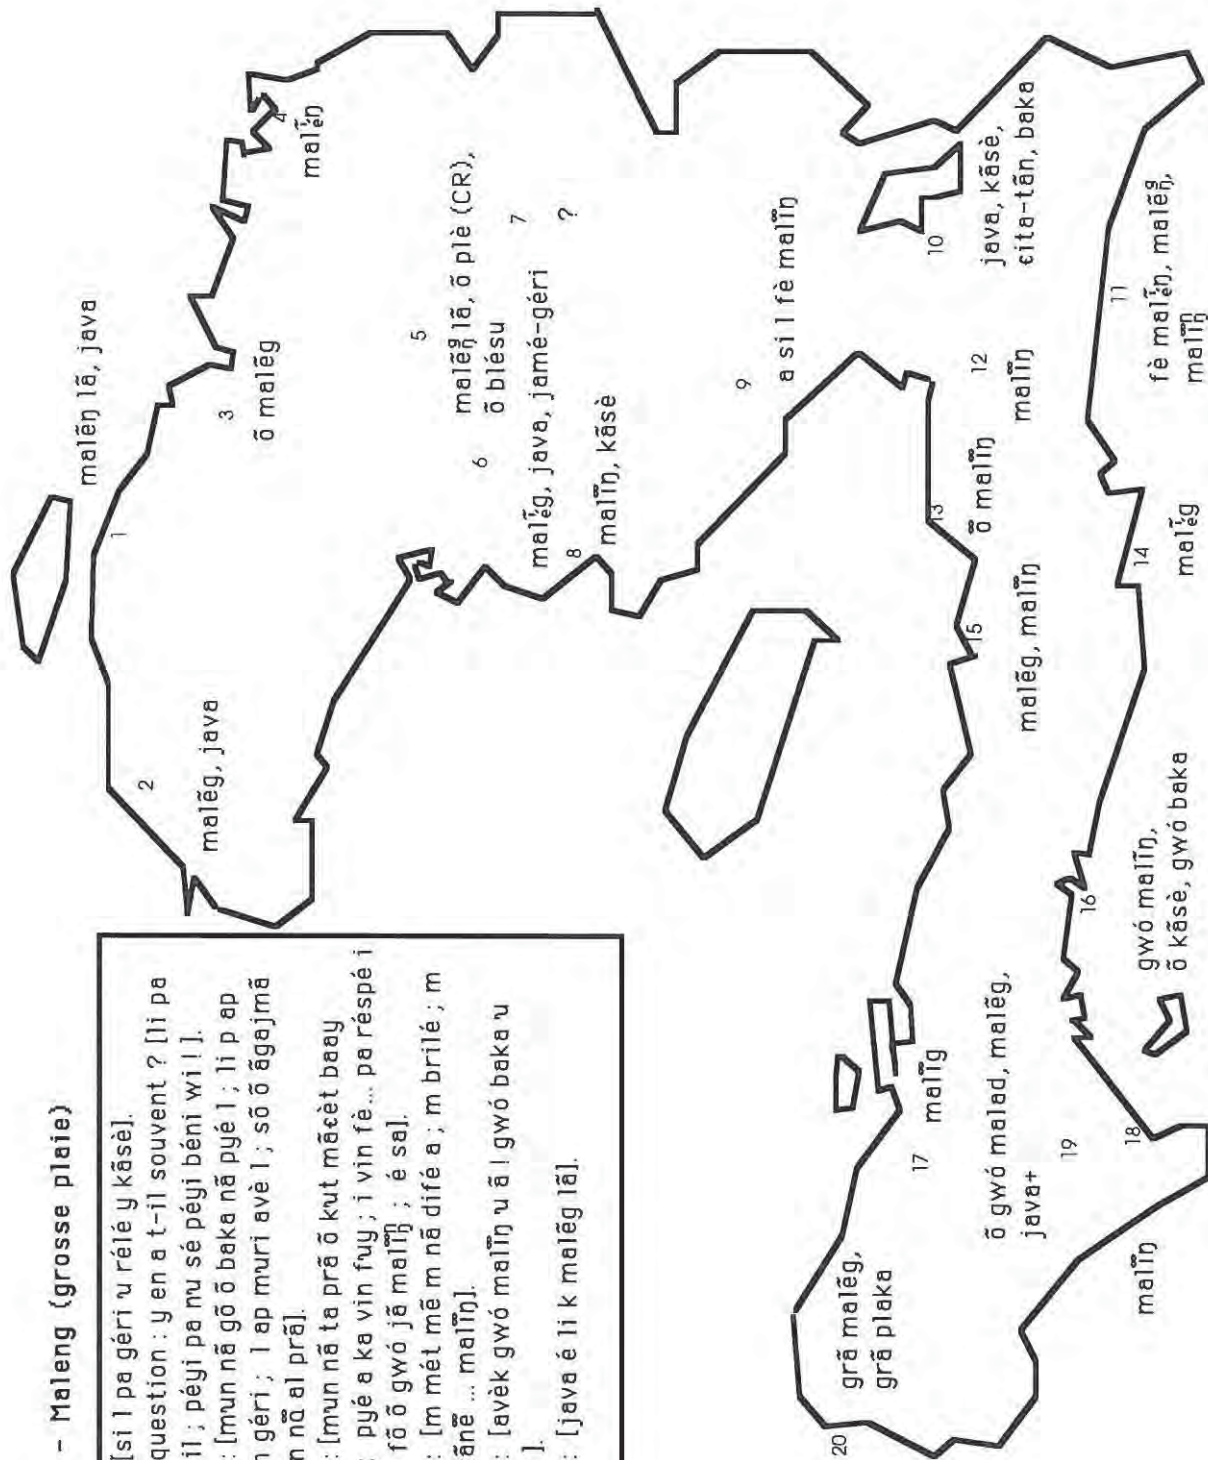 - Maleng (grosse plaie)
[si l pa géri u rélé y kãsè].
question : y en a t-il souvent ? [li pa
il ; péyi pa nu sé péyi béni wi !].
: [mun nã gõ õ baka nã pyé l ; li p ap
n géri ; l ap muri avè l ; sõ õ ãgajmã
n nã al prã].
: [mun nã ta prã õ kut mãcèt baay
pyé a ka vin fuy ; i vin fè... pa réspé i
fõ õ gwó jã malĩŋ ; é sa].
: [m mét mẽ m nã difé a ; m brilé ; m
ãnẽ ... malĩŋ].
: [avèk gwó malĩŋ u ã ! gwó baka u
].
: [java é li k malẽg lã].
1
malẽŋ lã, java
2
malẽg, java
3
õ malẽg
4
malẽŋ
5
malẽg lã, õ plè (CR),
õ blésu
6
malẽg, java, jamé-géri
7
?
8
malĩŋ, kãsè
9
a si l fè malĩŋ
10
java, kãsè,
cita-tãn, baka
11
fè malẽŋ, malẽg,
malĩŋ
12
malĩŋ
13
õ malĩŋ
14
malẽg
15
malẽg, malĩŋ
16
gwó malĩŋ,
õ kãsè, gwó baka
17
malĩg
18
malĩŋ
19
õ gwó malad, malẽg,
java+
20
grã malẽg,
grã plaka